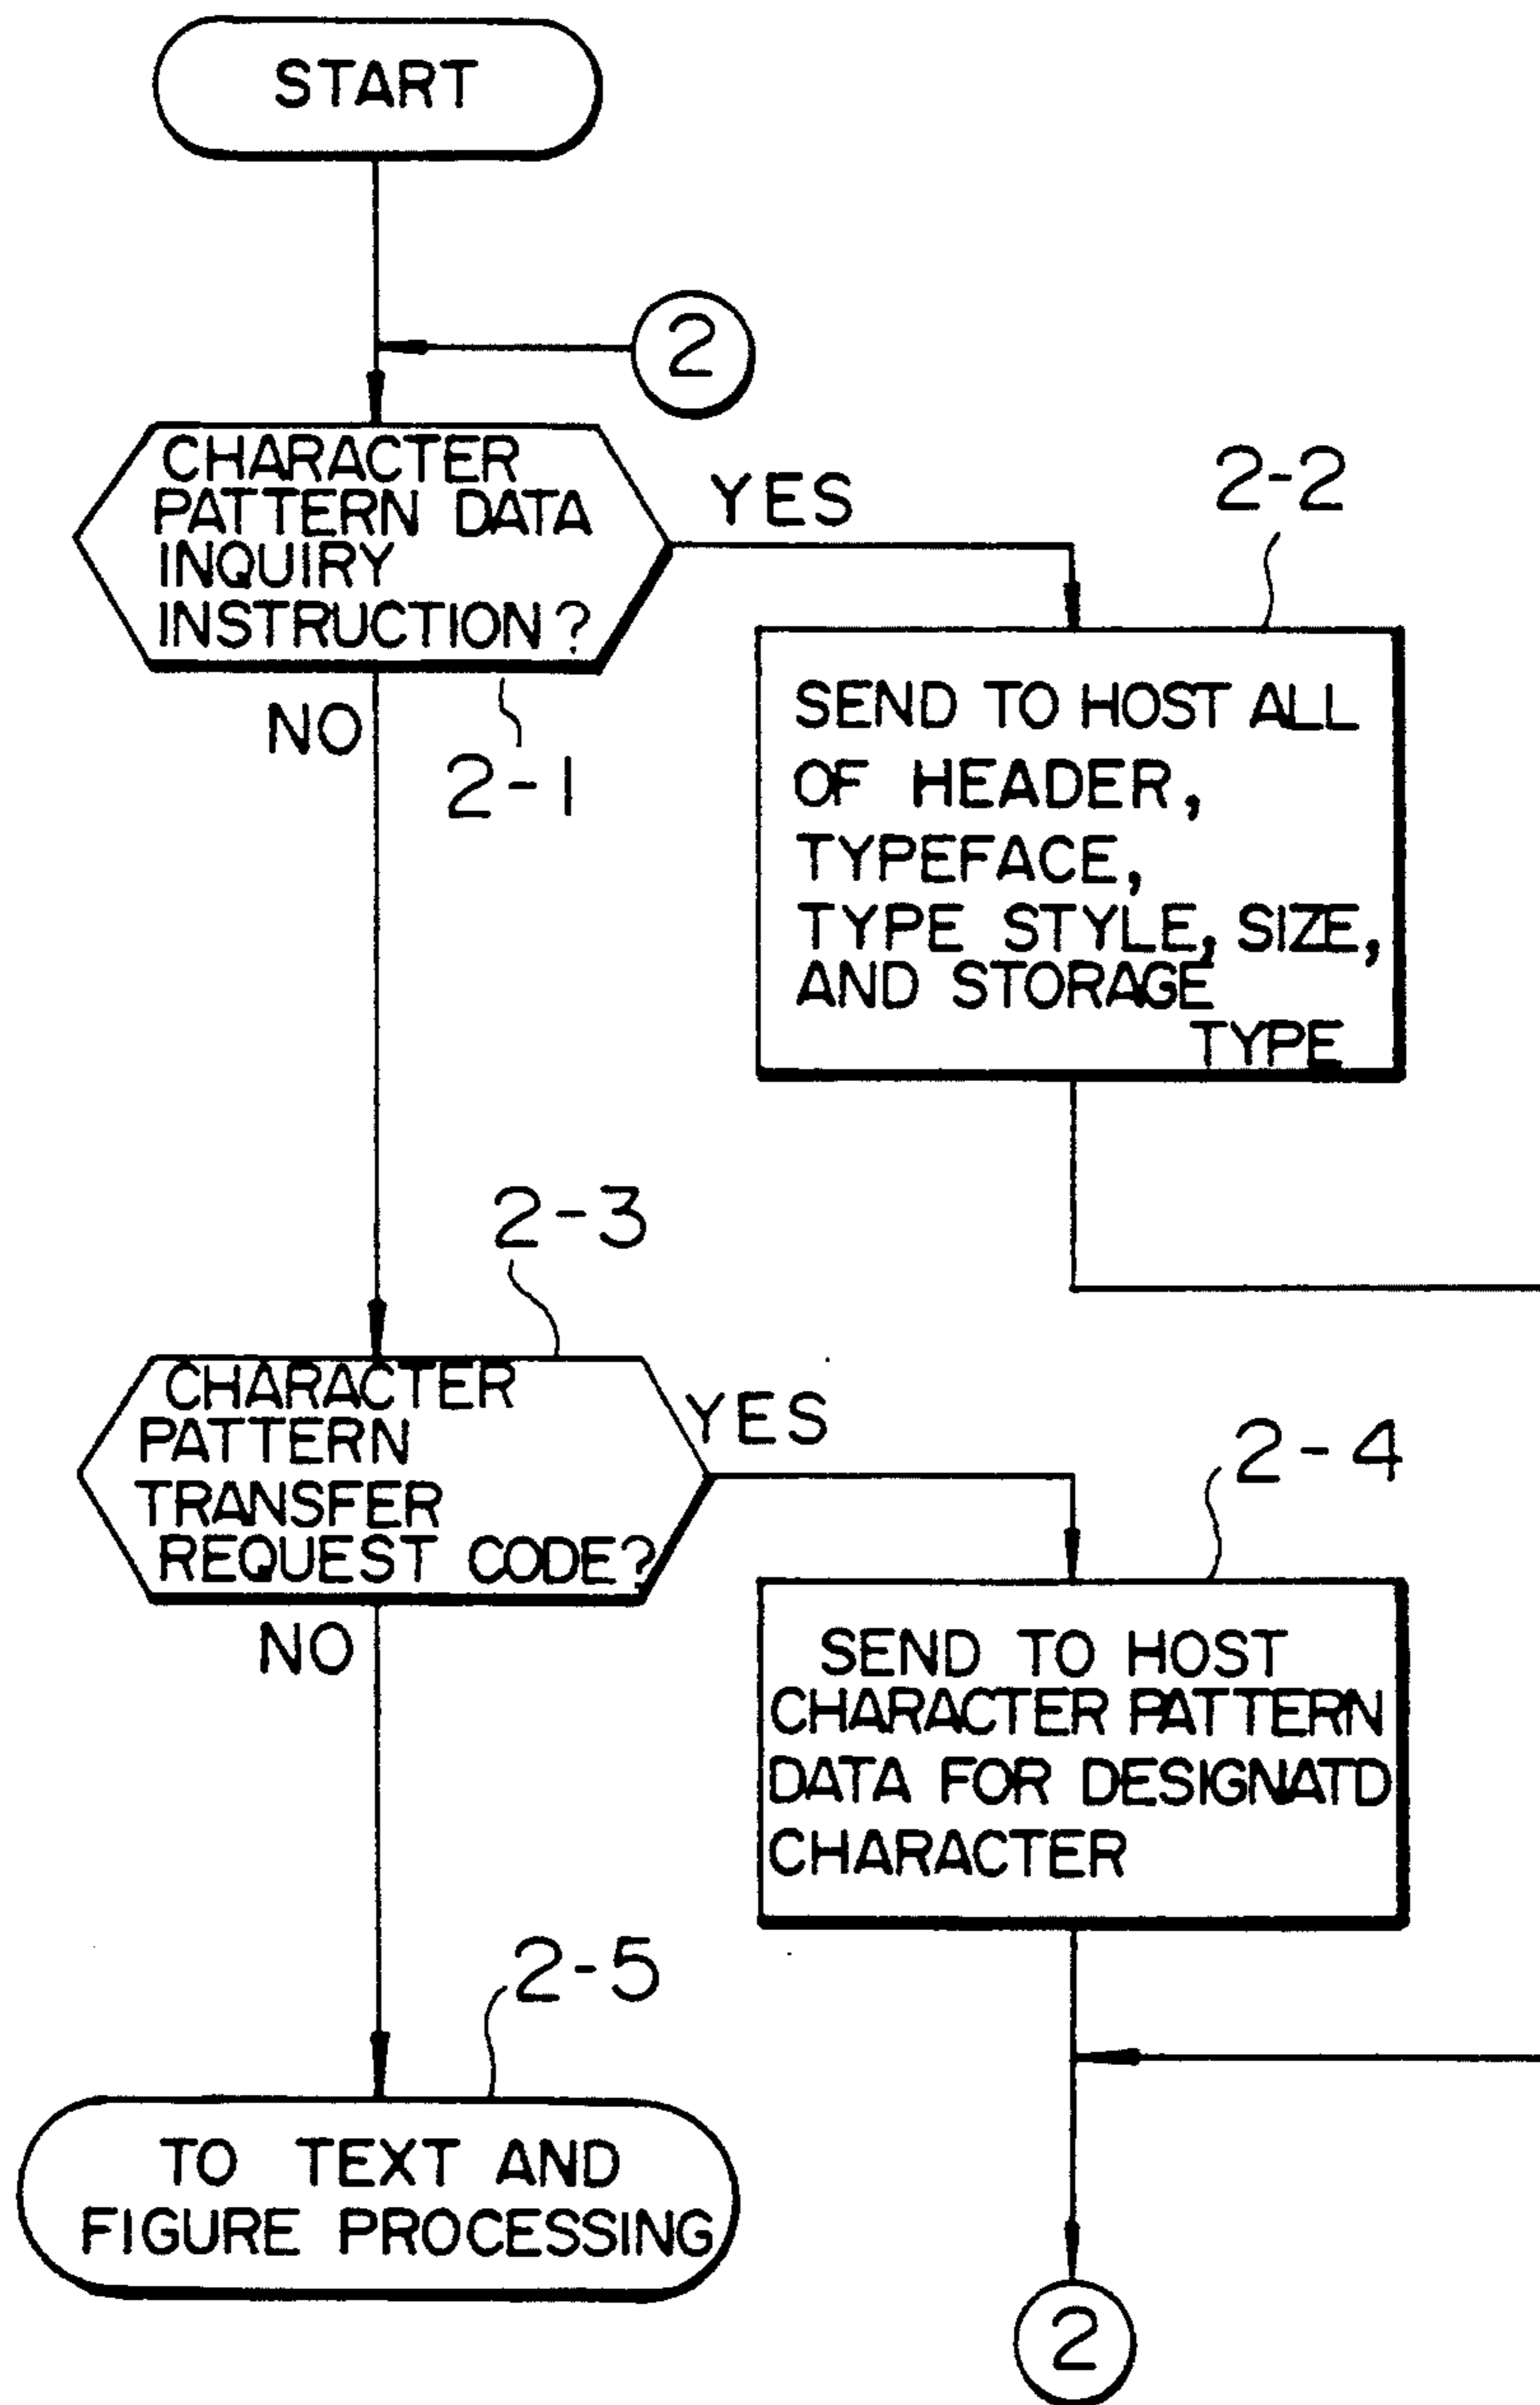 START
2
CHARACTER
PATTERN DATA
INQUIRY
INSTRUCTION?
YES
NO
2-1
2-2
SEND TO HOST ALL
OF HEADER,
TYPEFACE,
TYPE STYLE, SIZE,
AND STORAGE
TYPE
2-3
CHARACTER
PATTERN
TRANSFER
REQUEST CODE?
YES
NO
2-4
SEND TO HOST
CHARACTER PATTERN
DATA FOR DESIGNATD
CHARACTER
2-5
TO TEXT AND
FIGURE PROCESSING
2